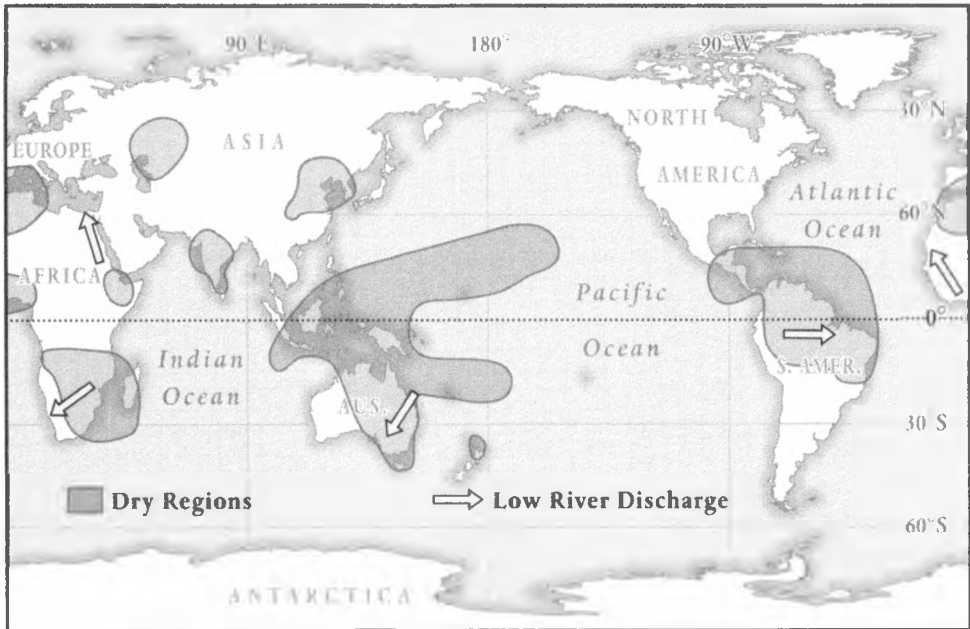 90°E 180° 90°W
NORTH
30°N
ASIA
EUROPE
AMERICA
Atlantic
Ocean
60°N
AFRICA
Pacific
0°
Indian
Ocean
Ocean
S. AMER.
AUS.
30°S
Dry Regions Low River Discharge
60°S
ANTARCTICA